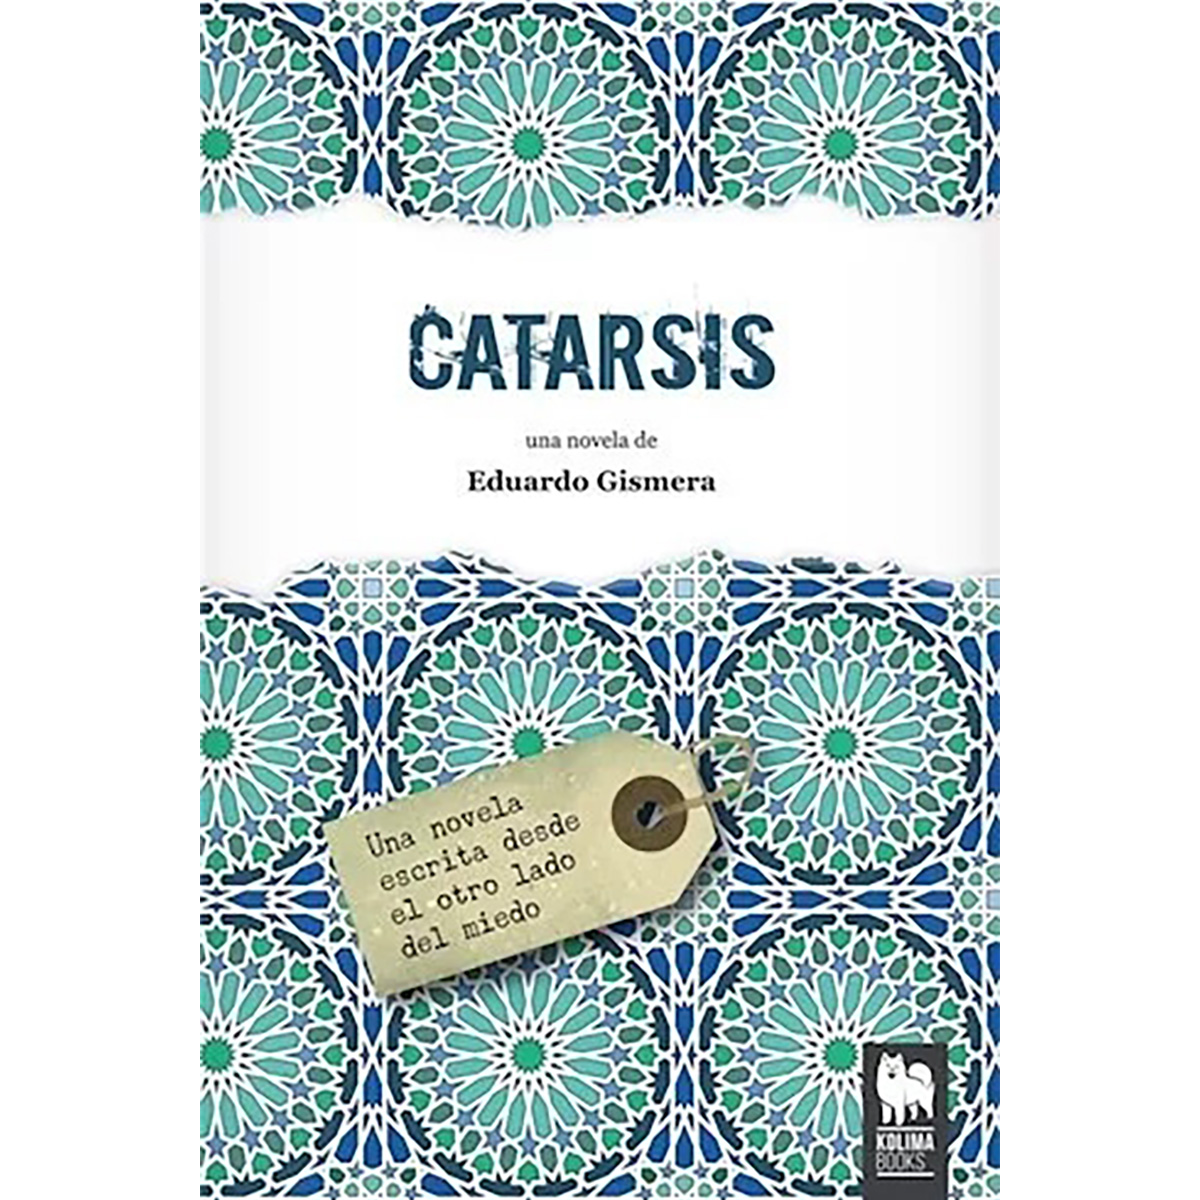 CATARSIS
una novela de
Eduardo Gismera
Una novela
escrita desde
el otro lado
del miedo
KOLIMA
BOOKS